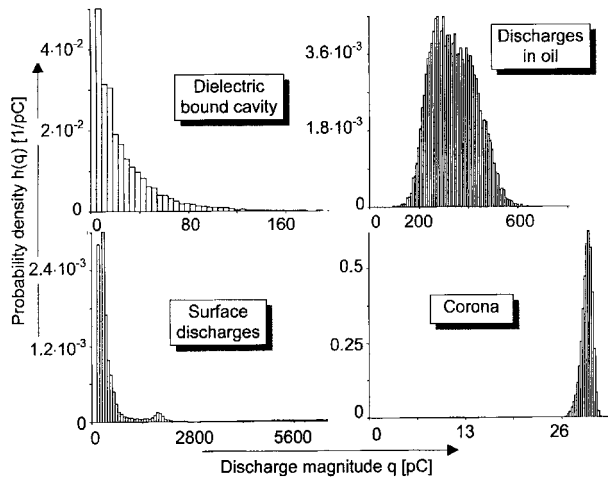 4·10⁻²
2·10⁻²
0
0
80
160
Dielectric
bound cavity
3.6·10⁻³
1.8·10⁻³
0
0
200
600
Discharges
in oil
Probability density h(q) [1/pC]
2.4·10⁻³
1.2·10⁻³
0
0
2800
5600
Surface
discharges
0.5
0.25
0.
0
13
26
Corona
Discharge magnitude q [pC]